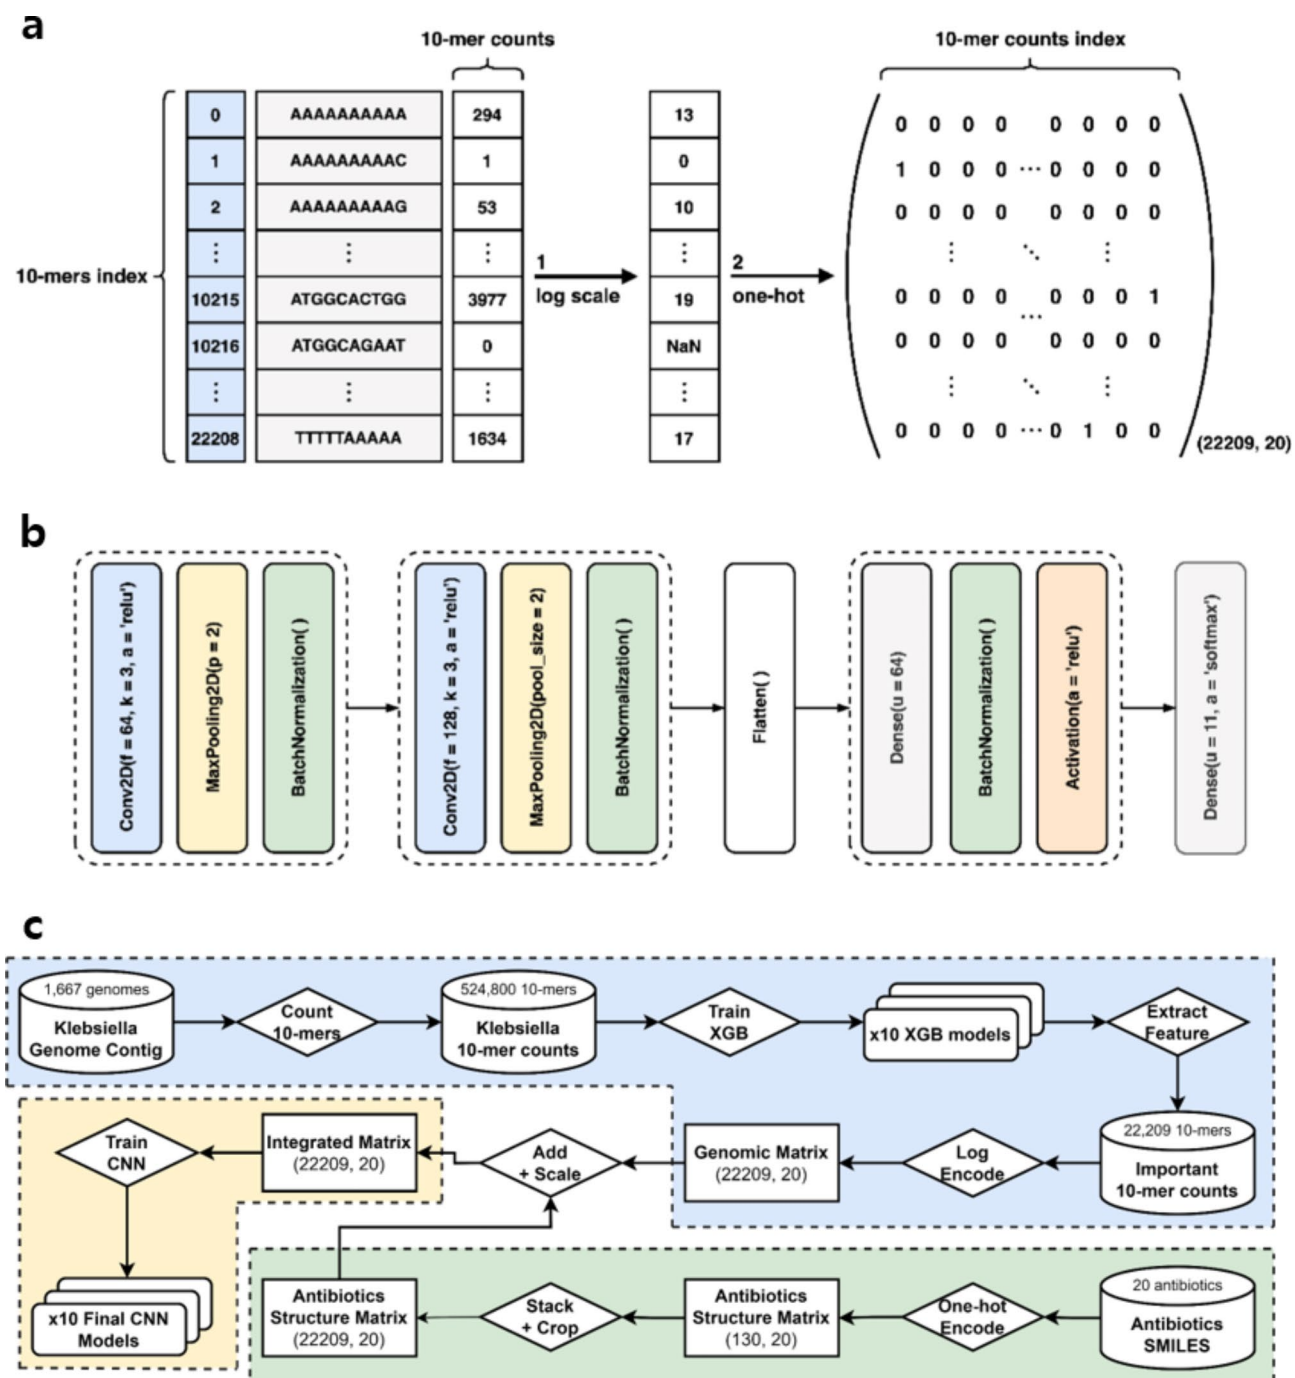 a
10-mer counts
10-mer counts index
10-mers index
0 AAAAAAAAAA 294 13
1 AAAAAAAAAC 1 0
2 AAAAAAAAAG 53 10
⋮ ⋮ ⋮ ⋮
10215 ATGGCACTGG 3977 19
10216 ATGGCAGAAT 0 NaN
⋮ ⋮ ⋮ ⋮
22208 TTTTTAAAAA 1634 17
1
log scale
2
one-hot
0 0 0 0 0 0 0 0
1 0 0 0 ⋯ 0 0 0 0
0 0 0 0 0 0 0 0
⋮ ⋱ ⋮
0 0 0 0 ⋯ 0 0 0 1
0 0 0 0 0 0 0 0
⋮ ⋱ ⋮
0 0 0 0 ⋯ 0 1 0 0
(22209, 20)
b
Conv2D(f = 64, k = 3, a = 'relu')
MaxPooling2D(p = 2)
BatchNormalization( )
Conv2D(f = 128, k = 3, a = 'relu')
MaxPooling2D(pool_size = 2)
BatchNormalization( )
Flatten( )
Dense(u = 64)
BatchNormalization( )
Activation(a = 'relu')
Dense(u = 11, a = 'softmax')
c
1,667 genomes
Klebsiella
Genome Contig
Count
10-mers
524,800 10-mers
Klebsiella
10-mer counts
Train
XGB
x10 XGB models
Extract
Feature
22,209 10-mers
Important
10-mer counts
Log
Encode
Genomic Matrix
(22209, 20)
Add
+ Scale
Integrated Matrix
(22209, 20)
Train
CNN
x10 Final CNN
Models
Antibiotics
Structure Matrix
(22209, 20)
Stack
+ Crop
Antibiotics
Structure Matrix
(130, 20)
One-hot
Encode
20 antibiotics
Antibiotics
SMILES